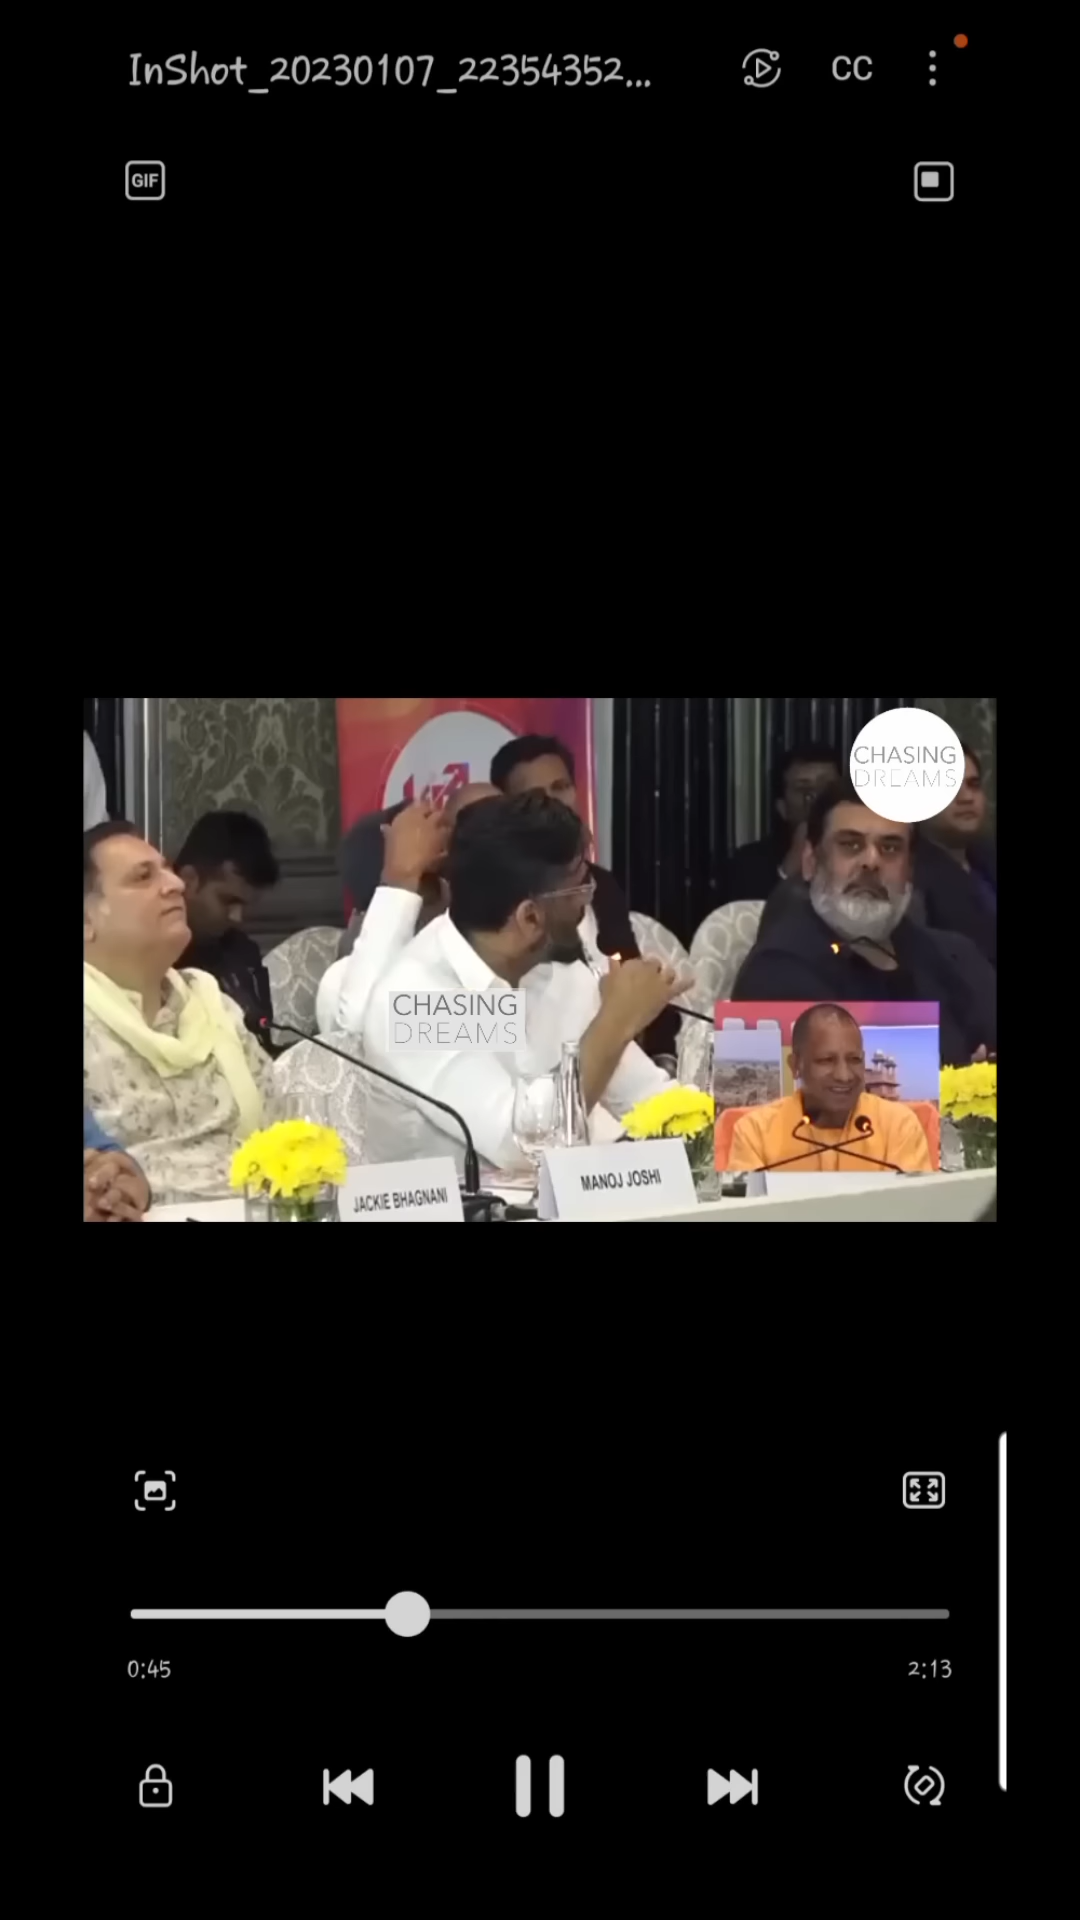 InShot_20230107_22354352...
CC
GIF
CHASING
DREAMS
CHASING
DREAMS
JACKIE BHAGNANI
MANOJ JOSHI
0:45
2:13